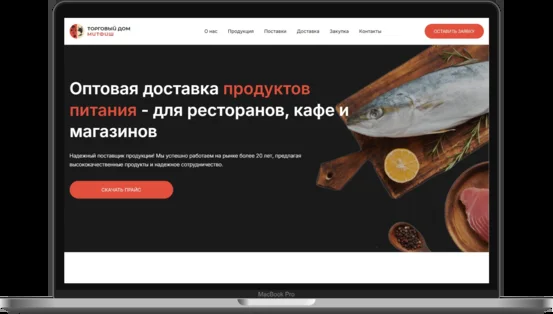 ТОРГОВЫЙ ДОМ
МИТФИШ
О нас
Продукция
Поставки
Доставка
Закупка
Контакты
ОСТАВИТЬ ЗАЯВКУ
Оптовая доставка продуктов
питания - для ресторанов, кафе и
магазинов
Надежный поставщик продукции! Мы успешно работаем на рынке более 20 лет, предлагая
высококачественные продукты и надежное сотрудничество.
СКАЧАТЬ ПРАЙС
MacBook Pro